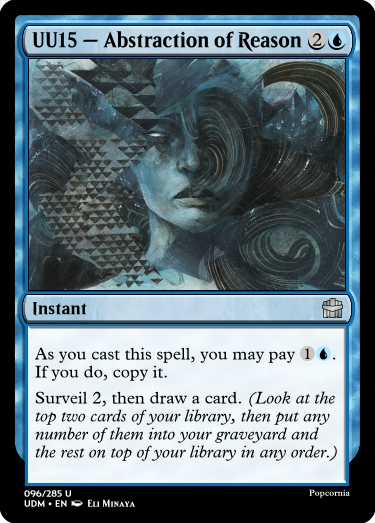 UU15 — Abstraction of Reason 2
Instant
As you cast this spell, you may pay 1.
If you do, copy it.
Surveil 2, then draw a card. (Look at the
top two cards of your library, then put any
number of them into your graveyard and
the rest on top of your library in any order.)
096/285 U
Popcornia
UDM • EN Eli Minaya